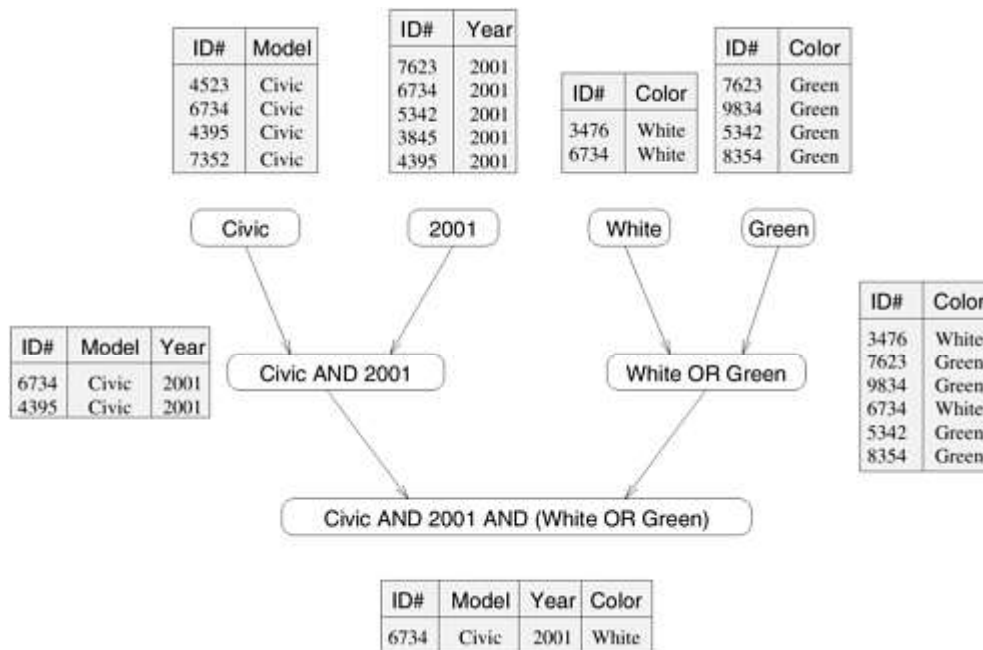 ID# Model
4523 Civic
6734 Civic
4395 Civic
7352 Civic
ID# Year
7623 2001
6734 2001
5342 2001
3845 2001
4395 2001
ID# Color
3476 White
6734 White
ID# Color
7623 Green
9834 Green
5342 Green
8354 Green
Civic
2001
White
Green
ID# Model Year
6734 Civic 2001
4395 Civic 2001
Civic AND 2001
White OR Green
ID# Color
3476 White
7623 Green
9834 Green
6734 White
5342 Green
8354 Green
Civic AND 2001 AND (White OR Green)
ID# Model Year Color
6734 Civic 2001 White